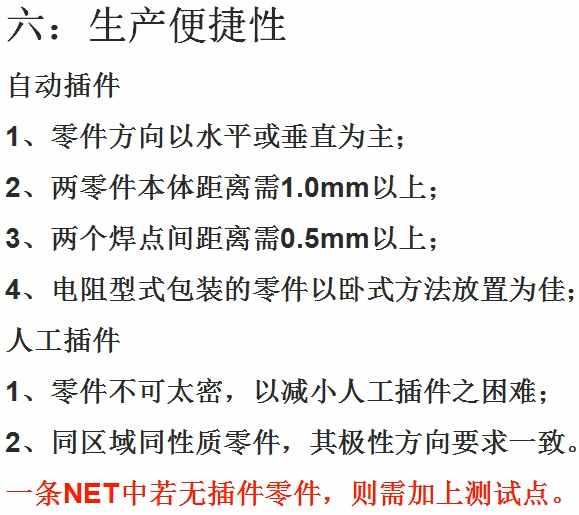 六：生产便捷性
自动插件
1、零件方向以水平或垂直为主；
2、两零件本体距离需1.0mm以上；
3、两个焊点间距离需0.5mm以上；
4、电阻型式包装的零件以卧式方法放置为佳；
人工插件
1、零件不可太密，以减小人工插件之困难；
2、同区域同性质零件，其极性方向要求一致。
一条NET中若无插件零件，则需加上测试点。